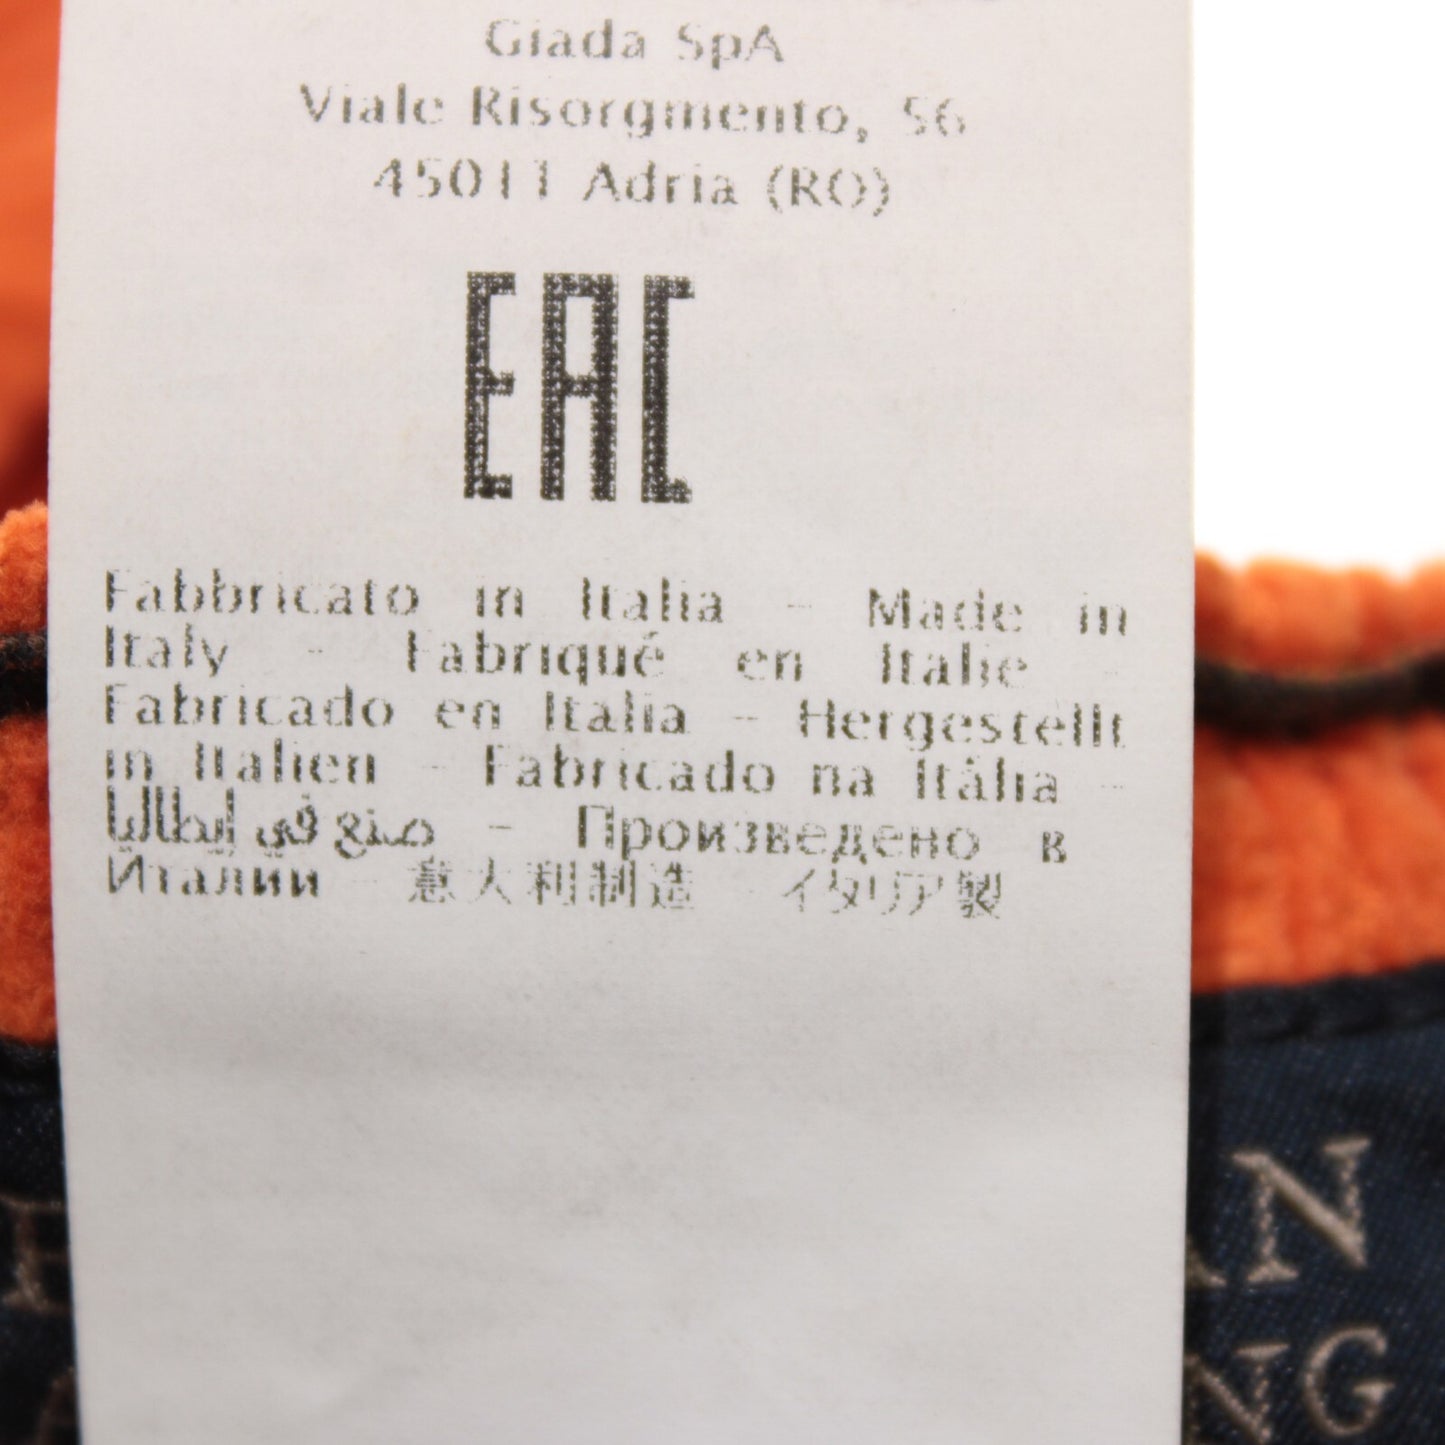 Giada SpA
Viale Risorgmento, 56
45011 Adria (RO)
EAC
Fabbricato in Italia - Made in
Italy - Fabriqué en Italie -
Fabricado en Italia - Hergestellt
in Italien - Fabricado na Itália -
صنع في إيطاليا - Произведено в
Италии - 意大利制造 - イタリア製
AN
NG